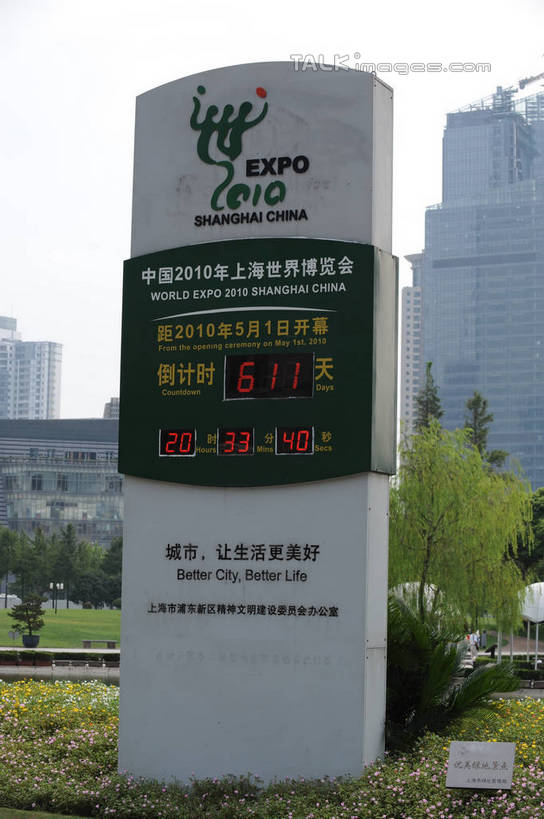 TALKimages.com
EXPO
2010
SHANGHAI CHINA
中国2010年上海世界博览会
WORLD EXPO 2010 SHANGHAI CHINA
距2010年5月1日开幕
From the opening ceremony on May 1st, 2010
倒计时 611 天
Countdown Days
20 时 33 分 40 秒
Hours Mins Secs
城市，让生活更美好
Better City, Better Life
上海市浦东新区精神文明建设委员会办公室